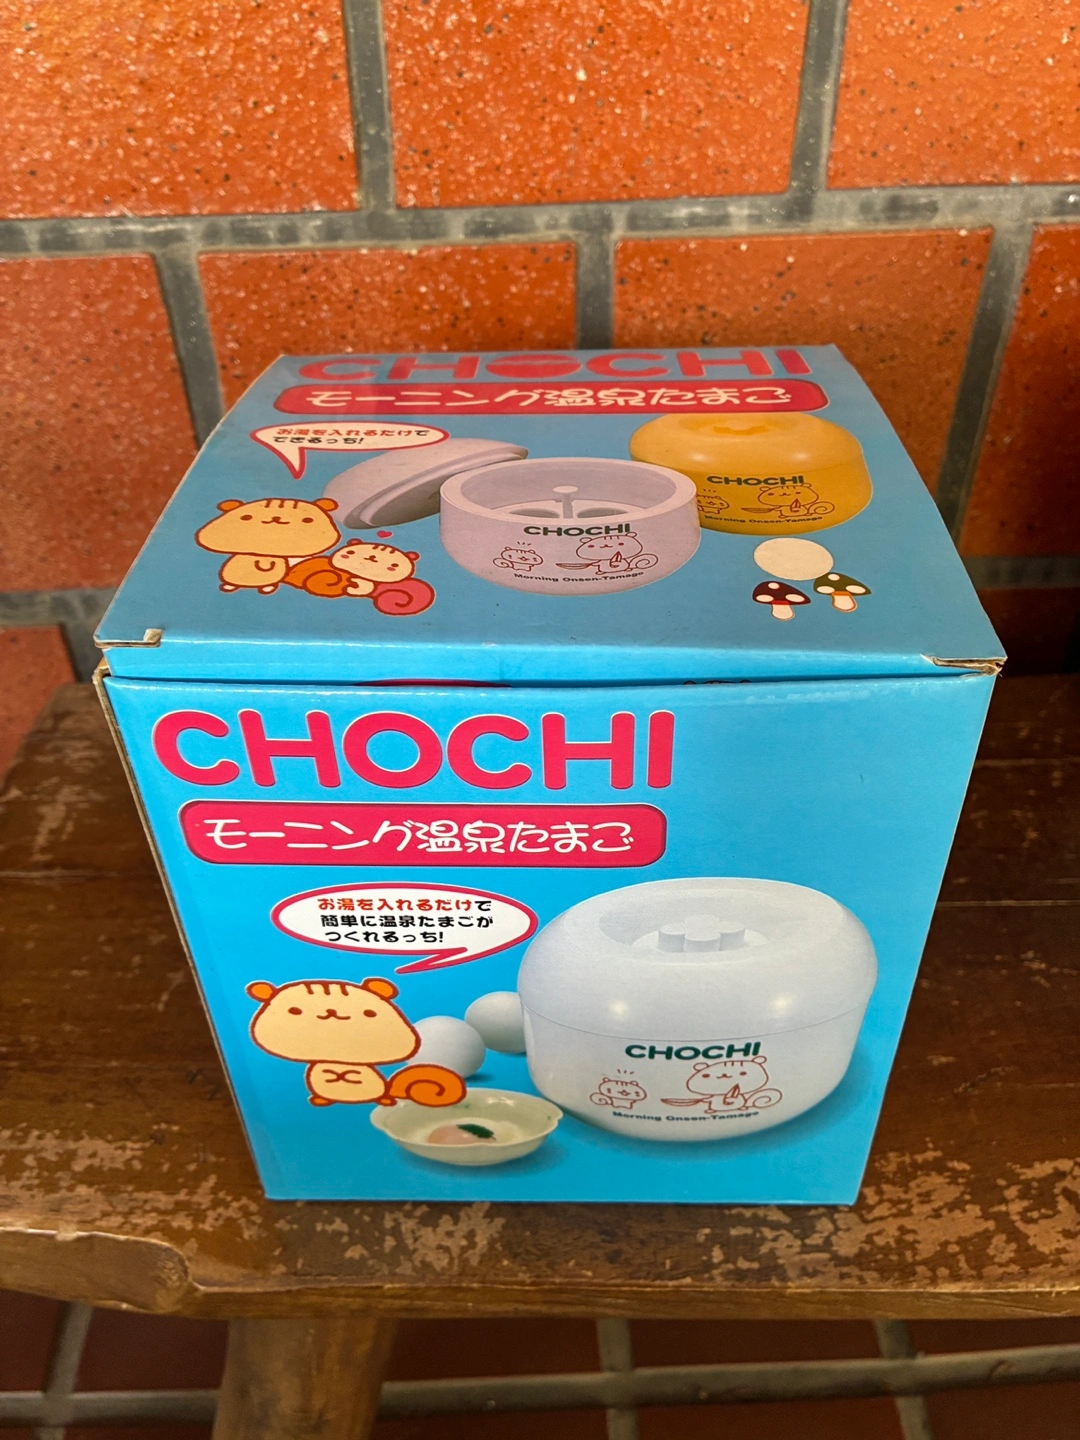 CHOCHI
モーニング温泉たまご
お湯を入れるだけで
できるっち!
CHOCHI
Morning Onsen-Tamago
CHOCHI
Morning Onsen-Tamago
CHOCHI
モーニング温泉たまご
お湯を入れるだけで
簡単に温泉たまごが
つくれるっち!
CHOCHI
Morning Onsen-Tamago